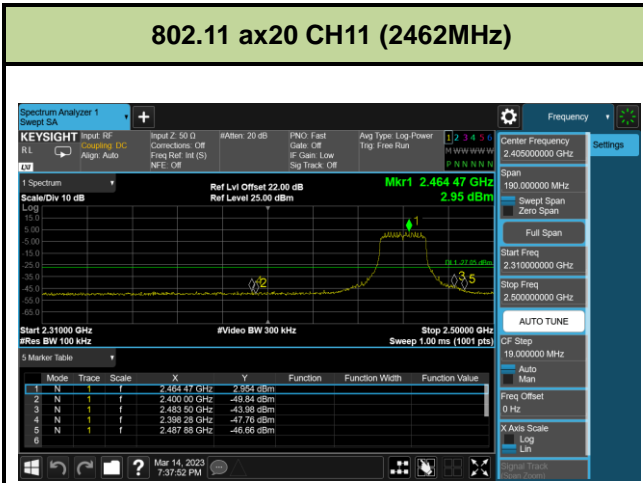 802.11 ax20 CH11 (2462MHz)
Spectrum Analyzer 1
Swept SA
Frequency
KEYSIGHT
RL
Input: RF
Coupling: DC
Align: Auto
Input Z: 50 Ω
Corrections: Off
Freq Ref: Int (S)
NFE: Off
#Atten: 20 dB
PNO: Fast
Gate: Off
IF Gain: Low
Sig Track: Off
Avg Type: Log-Power
Trig: Free Run
1 2 3 4 5 6
M W W W W W
P N N N N N
1 Spectrum
Scale/Div 10 dB
Ref Lvl Offset 22.00 dB
Ref Level 25.00 dBm
Mkr1 2.464 47 GHz
2.95 dBm
Log
15.0
5.00
-5.00
-15.0
-25.0
-35.0
-45.0
-55.0
-65.0
1
DL1 -27.05 dBm
Start 2.31000 GHz
#Res BW 100 kHz
#Video BW 300 kHz
Stop 2.50000 GHz
Sweep 1.00 ms (1001 pts)
5 Marker Table
Mode Trace Scale X Y Function Function Width Function Value
1 N 1 f 2.464 47 GHz 2.954 dBm
2 N 1 f 2.400 00 GHz -49.84 dBm
3 N 1 f 2.483 50 GHz -43.98 dBm
4 N 1 f 2.398 28 GHz -47.76 dBm
5 N 1 f 2.487 88 GHz -46.66 dBm
6
Mar 14, 2023
7:37:52 PM
Center Frequency
2.405000000 GHz
Settings
Span
190.000000 MHz
Swept Span
Zero Span
Full Span
Start Freq
2.310000000 GHz
Stop Freq
2.500000000 GHz
AUTO TUNE
CF Step
19.000000 MHz
Auto
Man
Freq Offset
0 Hz
X Axis Scale
Log
Lin
Signal Track
(Span Zoom)